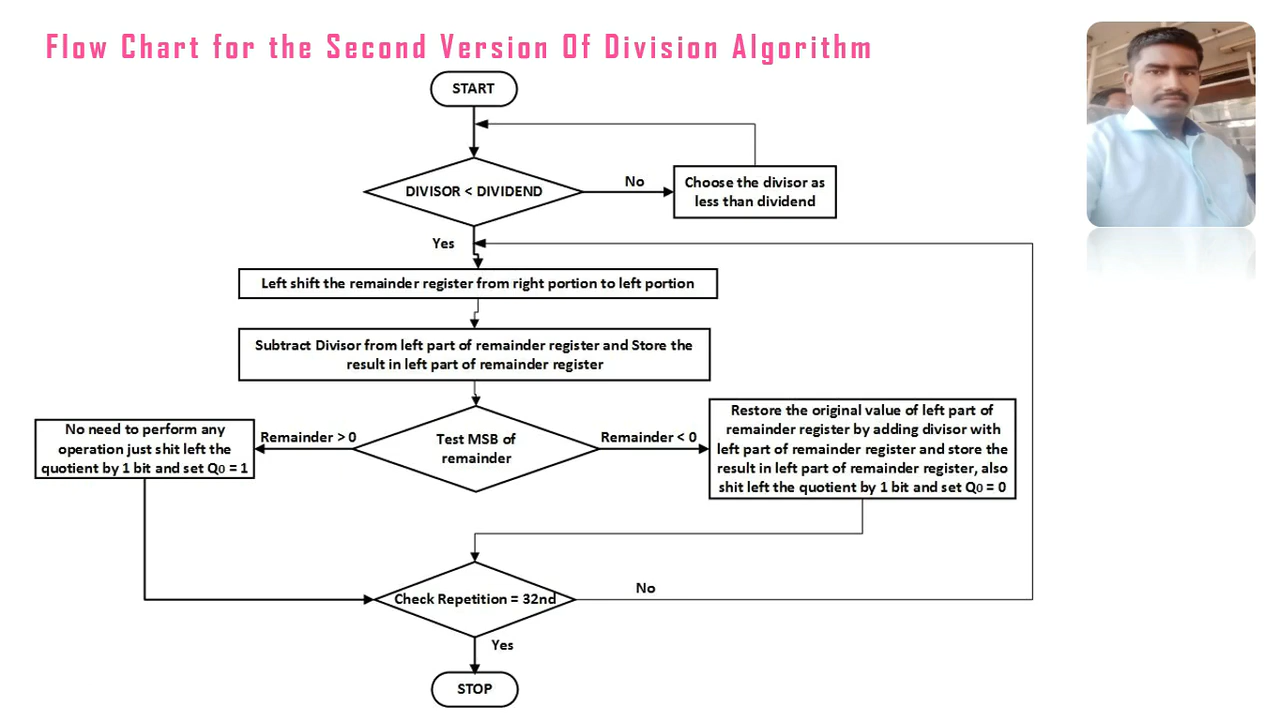 Flow Chart for the Second Version Of Division Algorithm
START
DIVISOR < DIVIDEND
No
Choose the divisor as
less than dividend
Yes
Left shift the remainder register from right portion to left portion
Subtract Divisor from left part of remainder register and Store the
result in left part of remainder register
No need to perform any
operation just shit left the
quotient by 1 bit and set Q0 = 1
Remainder > 0
Test MSB of
remainder
Remainder < 0
Restore the original value of left part of
remainder register by adding divisor with
left part of remainder register and store the
result in left part of remainder register, also
shit left the quotient by 1 bit and set Q0 = 0
Check Repetition = 32nd
No
Yes
STOP